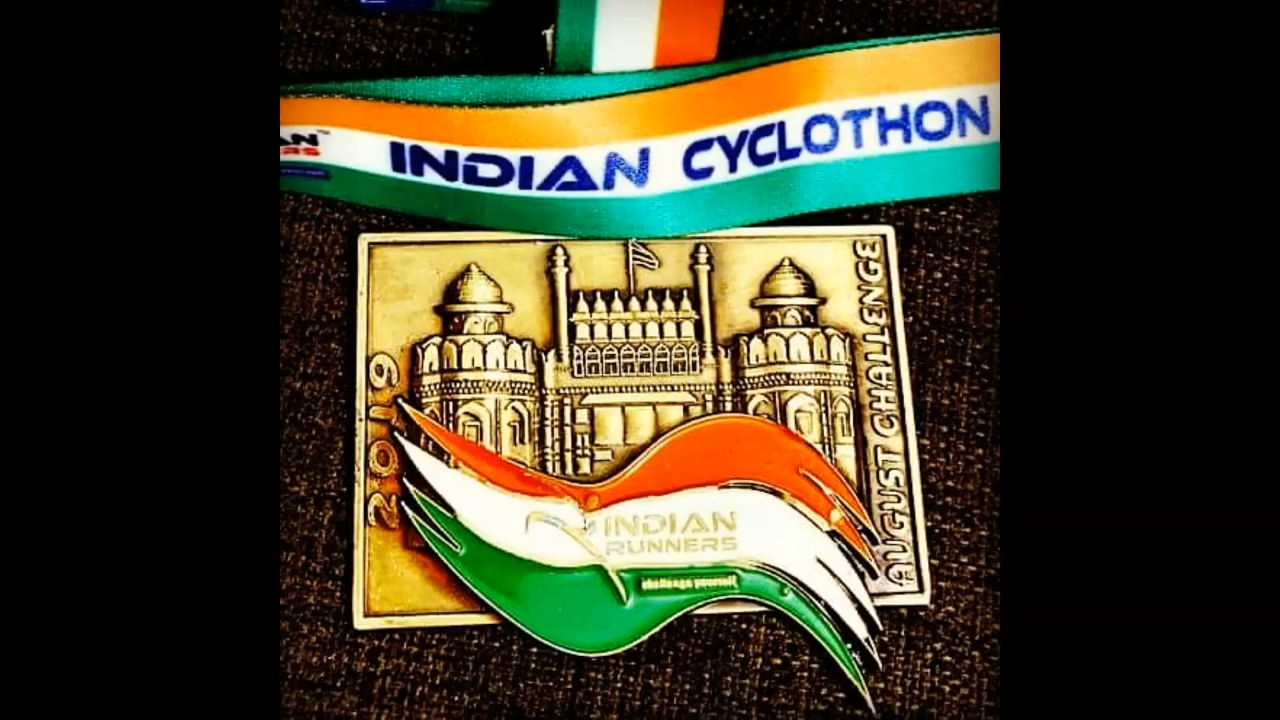 INDIAN CYCLOTHON
2019
AUGUST CHALLENGE
INDIAN
RUNNERS
challenge yourself